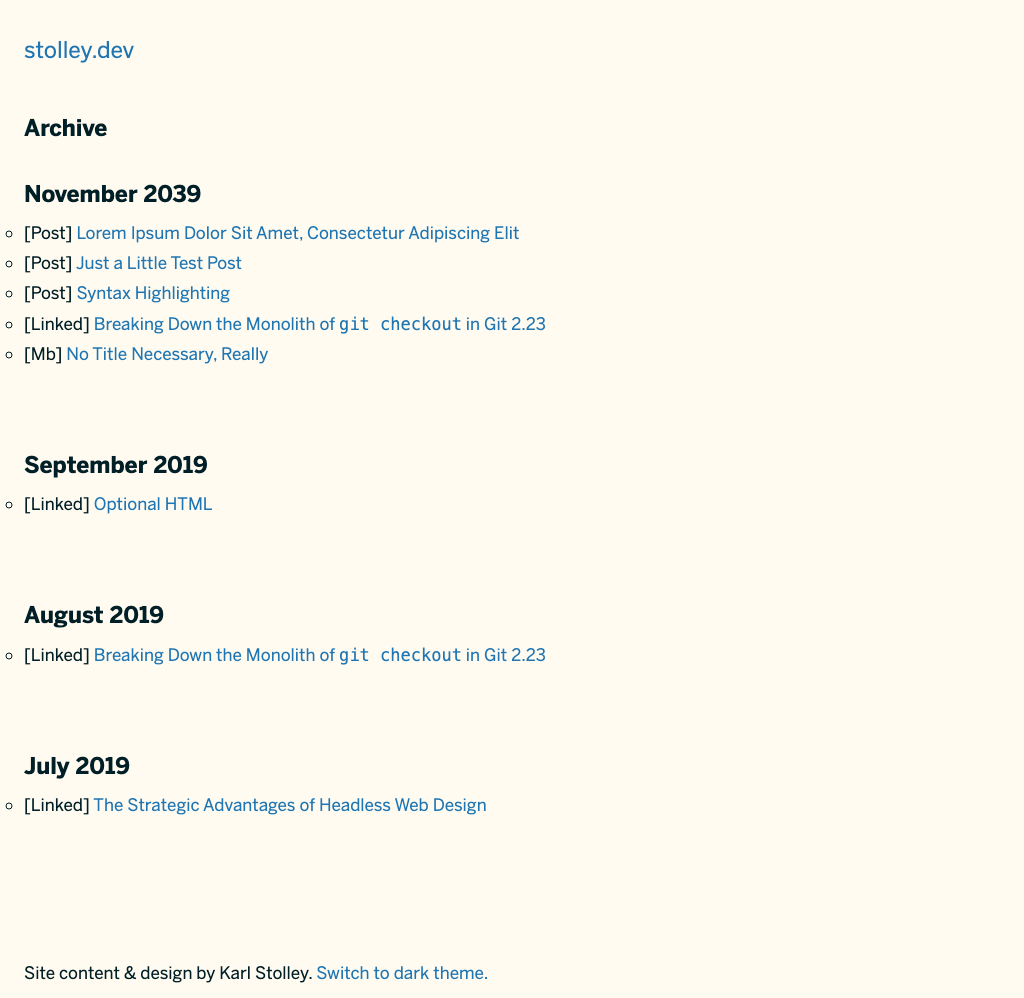 stolley.dev
Archive
November 2039
[Post] Lorem Ipsum Dolor Sit Amet, Consectetur Adipiscing Elit
[Post] Just a Little Test Post
[Post] Syntax Highlighting
[Linked] Breaking Down the Monolith of git checkout in Git 2.23
[Mb] No Title Necessary, Really
September 2019
[Linked] Optional HTML
August 2019
[Linked] Breaking Down the Monolith of git checkout in Git 2.23
July 2019
[Linked] The Strategic Advantages of Headless Web Design
Site content & design by Karl Stolley. Switch to dark theme.